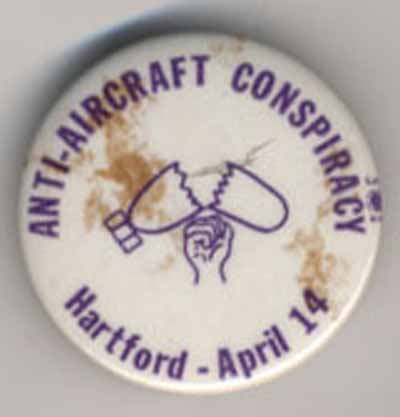 ANTI-AIRCRAFT CONSPIRACY
Hartford - April 14